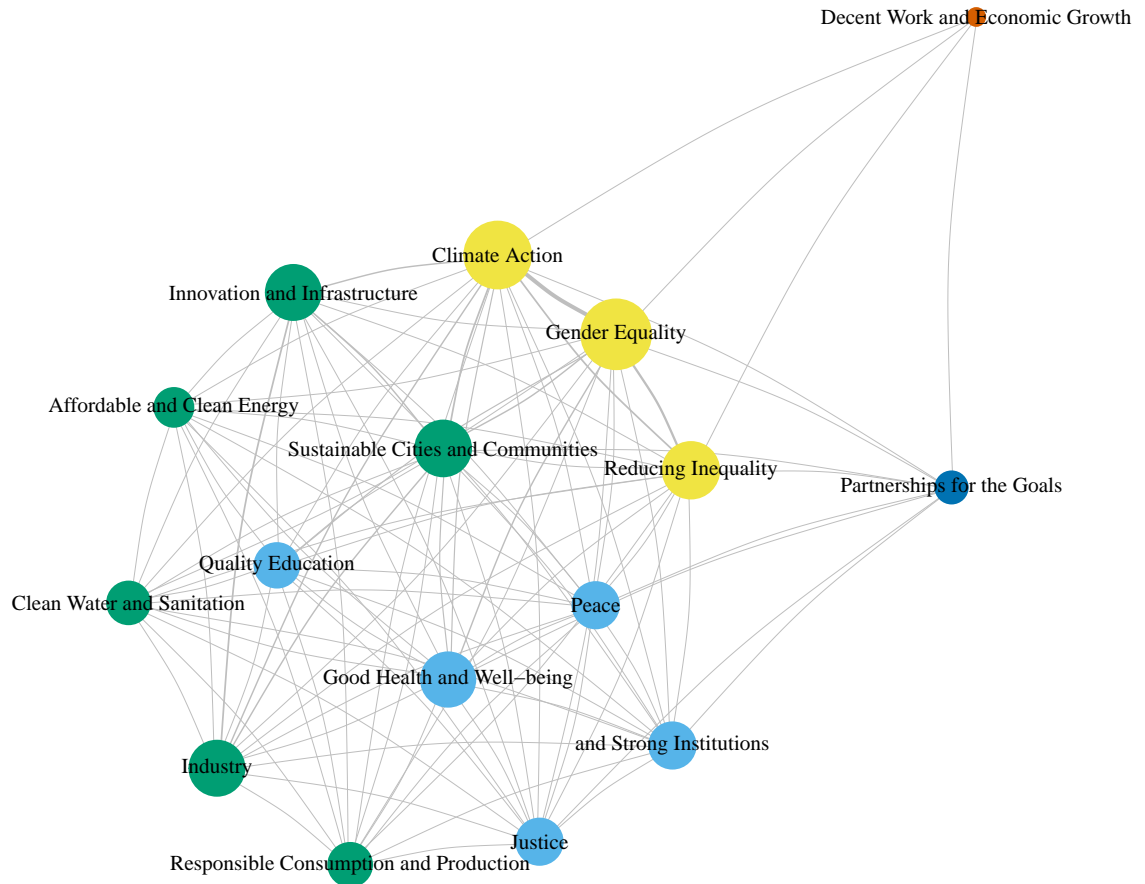 Decent Work and Economic Growth
Climate Action
Innovation and Infrastructure
Gender Equality
Affordable and Clean Energy
Sustainable Cities and Communities
Reducing Inequality
Partnerships for the Goals
Quality Education
Clean Water and Sanitation
Peace
Good Health and Well−being
and Strong Institutions
Industry
Justice
Responsible Consumption and Production